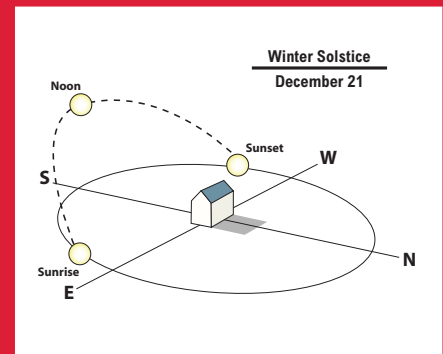 Winter Solstice
December 21
Noon
Sunset
W
S
N
Sunrise
E